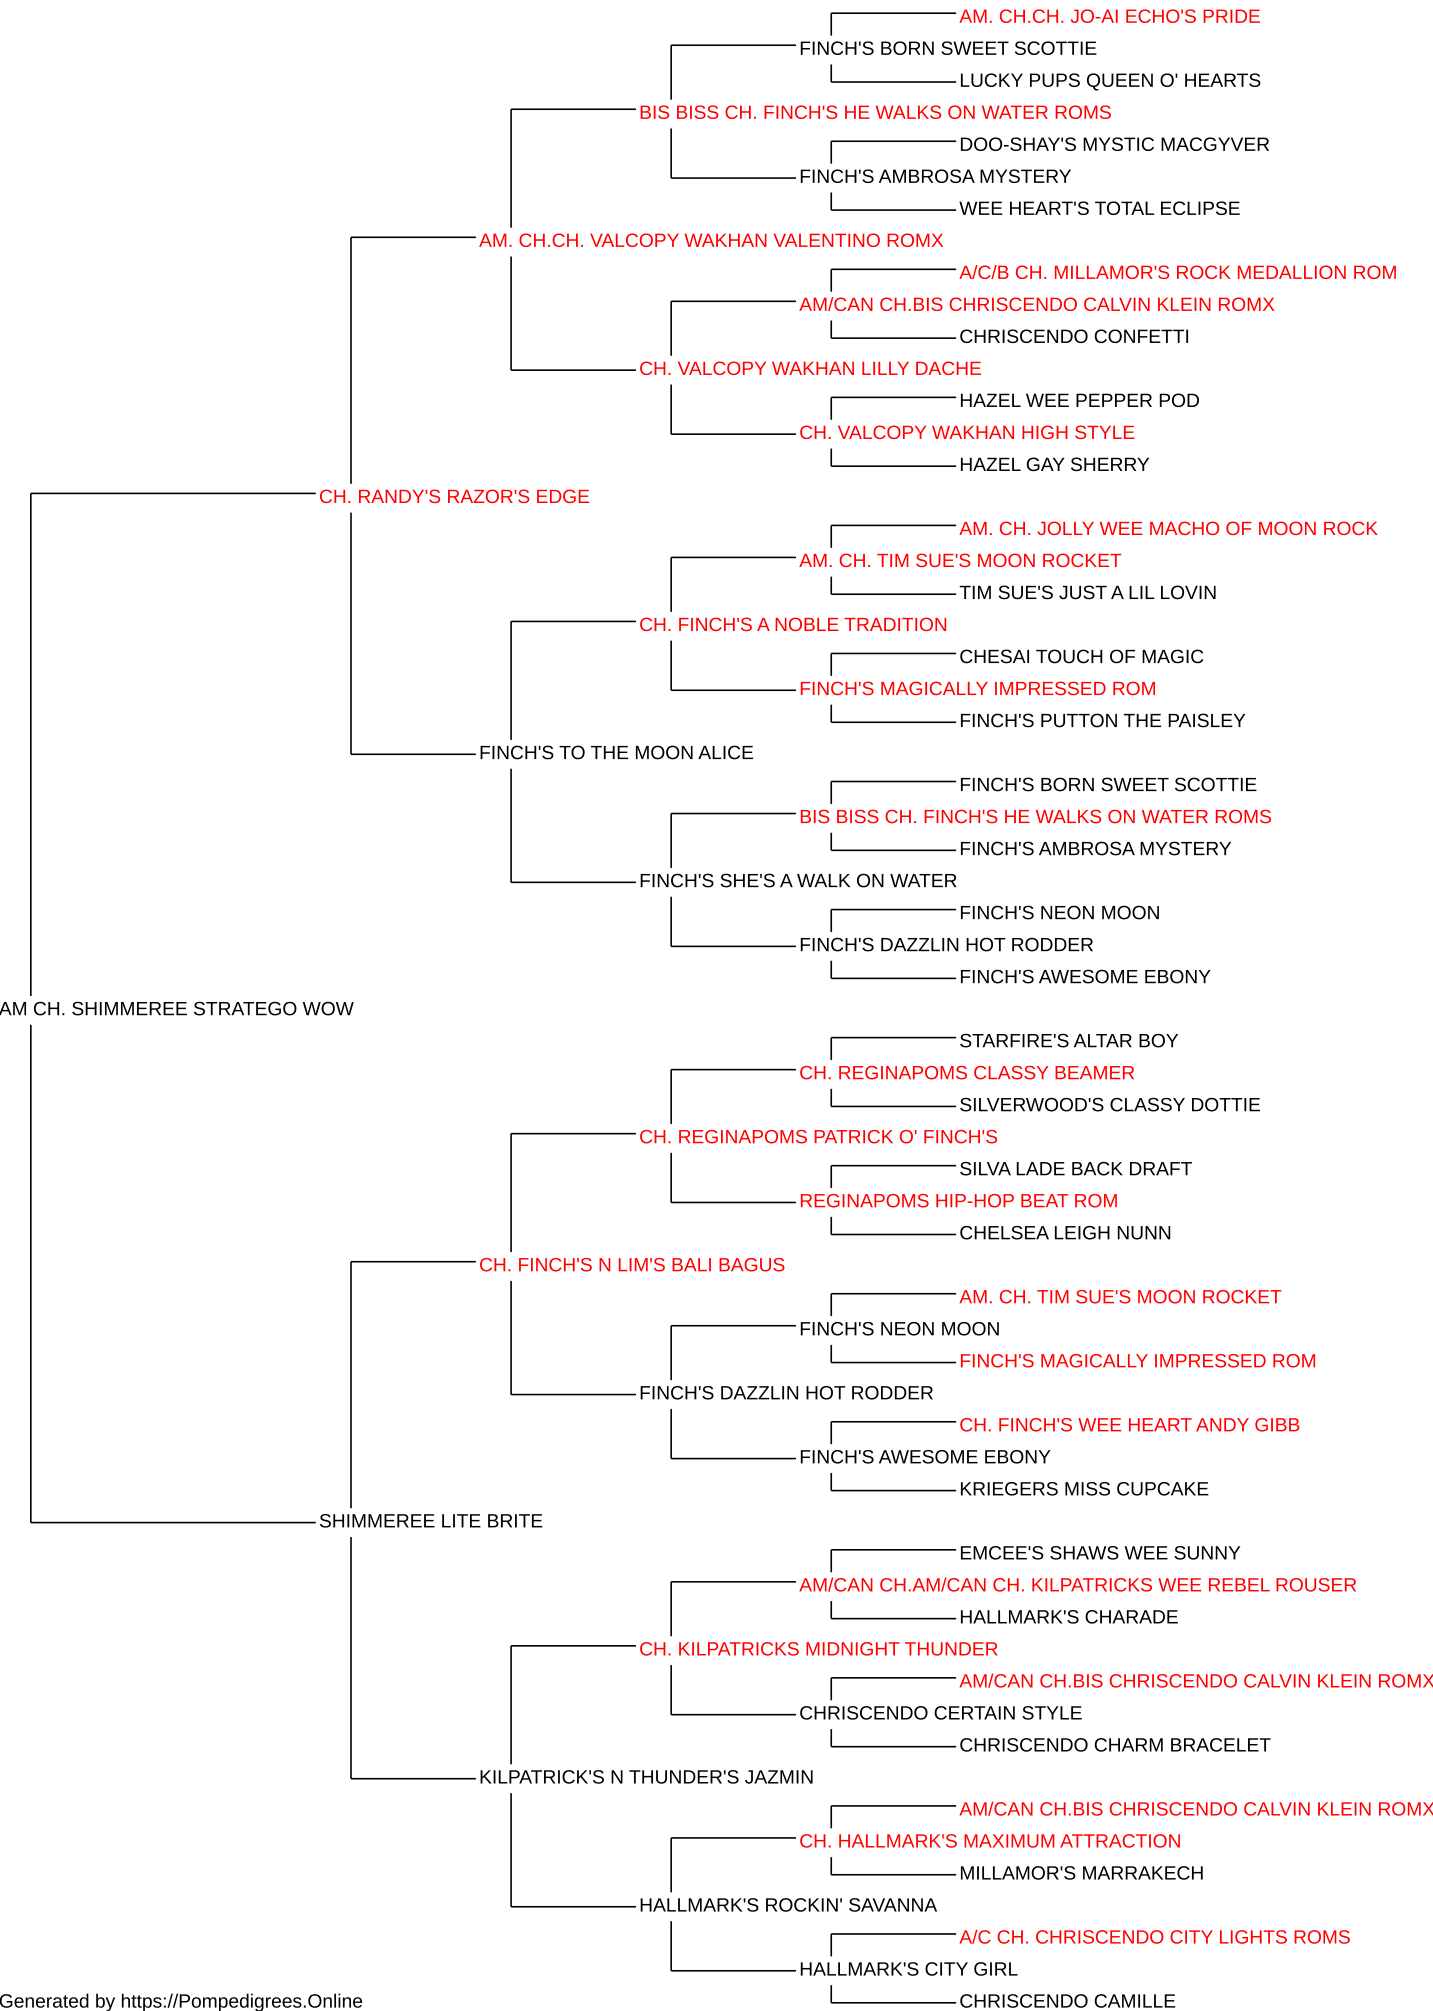 AM. CH.CH. JO-AI ECHO'S PRIDE
FINCH'S BORN SWEET SCOTTIE
LUCKY PUPS QUEEN O' HEARTS
BIS BISS CH. FINCH'S HE WALKS ON WATER ROMS
DOO-SHAY'S MYSTIC MACGYVER
FINCH'S AMBROSA MYSTERY
WEE HEART'S TOTAL ECLIPSE
AM. CH.CH. VALCOPY WAKHAN VALENTINO ROMX
A/C/B CH. MILLAMOR'S ROCK MEDALLION ROM
AM/CAN CH.BIS CHRISCENDO CALVIN KLEIN ROMX
CHRISCENDO CONFETTI
CH. VALCOPY WAKHAN LILLY DACHE
HAZEL WEE PEPPER POD
CH. VALCOPY WAKHAN HIGH STYLE
HAZEL GAY SHERRY
CH. RANDY'S RAZOR'S EDGE
AM. CH. JOLLY WEE MACHO OF MOON ROCK
AM. CH. TIM SUE'S MOON ROCKET
TIM SUE'S JUST A LIL LOVIN
CH. FINCH'S A NOBLE TRADITION
CHESAI TOUCH OF MAGIC
FINCH'S MAGICALLY IMPRESSED ROM
FINCH'S PUTTON THE PAISLEY
FINCH'S TO THE MOON ALICE
FINCH'S BORN SWEET SCOTTIE
BIS BISS CH. FINCH'S HE WALKS ON WATER ROMS
FINCH'S AMBROSA MYSTERY
FINCH'S SHE'S A WALK ON WATER
FINCH'S NEON MOON
FINCH'S DAZZLIN HOT RODDER
FINCH'S AWESOME EBONY
AM CH. SHIMMEREE STRATEGO WOW
STARFIRE'S ALTAR BOY
CH. REGINAPOMS CLASSY BEAMER
SILVERWOOD'S CLASSY DOTTIE
CH. REGINAPOMS PATRICK O' FINCH'S
SILVA LADE BACK DRAFT
REGINAPOMS HIP-HOP BEAT ROM
CHELSEA LEIGH NUNN
CH. FINCH'S N LIM'S BALI BAGUS
AM. CH. TIM SUE'S MOON ROCKET
FINCH'S NEON MOON
FINCH'S MAGICALLY IMPRESSED ROM
FINCH'S DAZZLIN HOT RODDER
CH. FINCH'S WEE HEART ANDY GIBB
FINCH'S AWESOME EBONY
KRIEGERS MISS CUPCAKE
SHIMMEREE LITE BRITE
EMCEE'S SHAWS WEE SUNNY
AM/CAN CH.AM/CAN CH. KILPATRICKS WEE REBEL ROUSER
HALLMARK'S CHARADE
CH. KILPATRICKS MIDNIGHT THUNDER
AM/CAN CH.BIS CHRISCENDO CALVIN KLEIN ROMX
CHRISCENDO CERTAIN STYLE
CHRISCENDO CHARM BRACELET
KILPATRICK'S N THUNDER'S JAZMIN
AM/CAN CH.BIS CHRISCENDO CALVIN KLEIN ROMX
CH. HALLMARK'S MAXIMUM ATTRACTION
MILLAMOR'S MARRAKECH
HALLMARK'S ROCKIN' SAVANNA
A/C CH. CHRISCENDO CITY LIGHTS ROMS
HALLMARK'S CITY GIRL
CHRISCENDO CAMILLE
Generated by https://Pompedigrees.Online